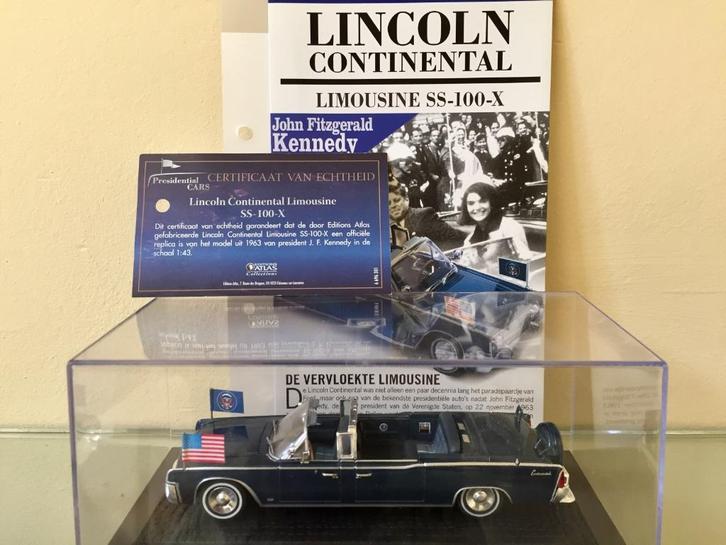 LINCOLN
CONTINENTAL
LIMOUSINE SS-100-X
John Fitzgerald
Kennedy
Presidential
CARS
CERTIFICAAT VAN ECHTHEID
Lincoln Continental Limousine
SS-100-X
Dit certificaat van echtheid garandeert dat de door Editions Atlas
gefabriceerde Lincoln Continental Limousine SS-100-X een officiële
replica is van het model uit 1963 van president J. F. Kennedy in de
schaal 1:43.
ATLAS
Collections
DE VERVLOEKTE LIMOUSINE
De Lincoln Continental was niet alleen een paar decennia lang het paradepaardje van
Ford, maar ook een van de bekendste presidentiële auto's nadat John Fitzgerald
Kennedy, de president van de Verenigde Staten, op 22 november 1963
Continental